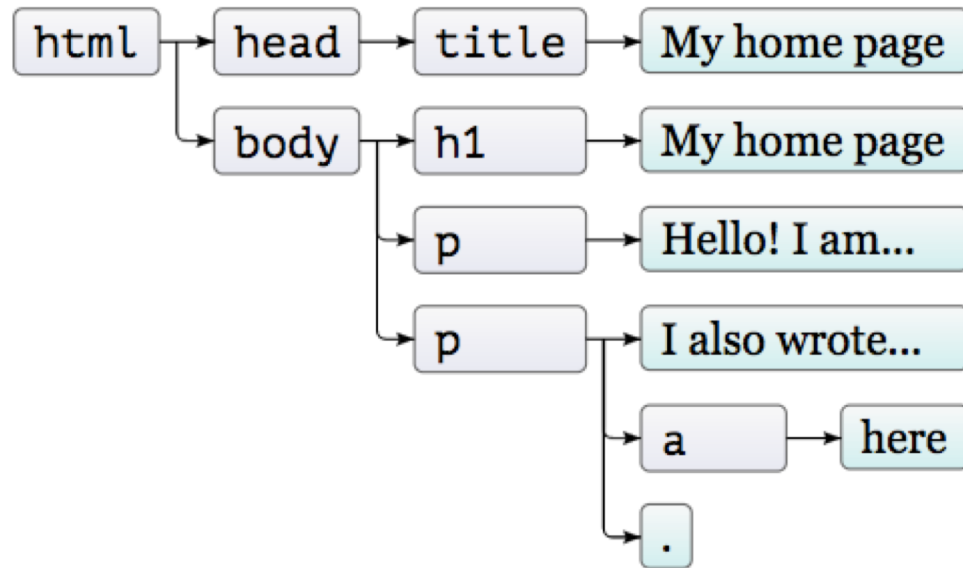 html head title My home page
body h1 My home page
p Hello! I am...
p I also wrote...
a here
.